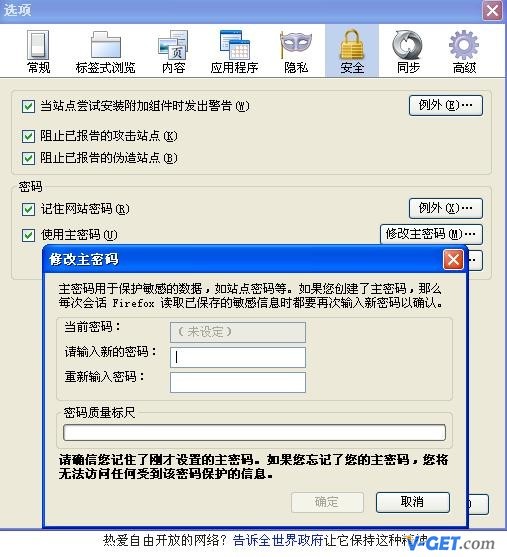 选项
常规 标签式浏览 内容 应用程序 隐私 安全 同步 高级
当站点尝试安装附加组件时发出警告(W) 例外(E)…
阻止已报告的攻击站点(K)
阻止已报告的伪造站点(B)
密码
记住网站密码(R) 例外(X)…
使用主密码(U) 修改主密码(M)…
修改主密码
主密码用于保护敏感的数据，如站点密码等。如果您创建了主密码，那么
每次会话 Firefox 读取已保存的敏感信息时都要再次输入新密码以确认。
当前密码： （未设定）
请输入新的密码：
重新输入密码：
密码质量标尺
请确信您记住了刚才设置的主密码。如果您忘记了您的主密码，您将
无法访问任何受到该密码保护的信息。
确定 取消
热爱自由开放的网络？告诉全世界政府让它保持这种精神
V-GET.com